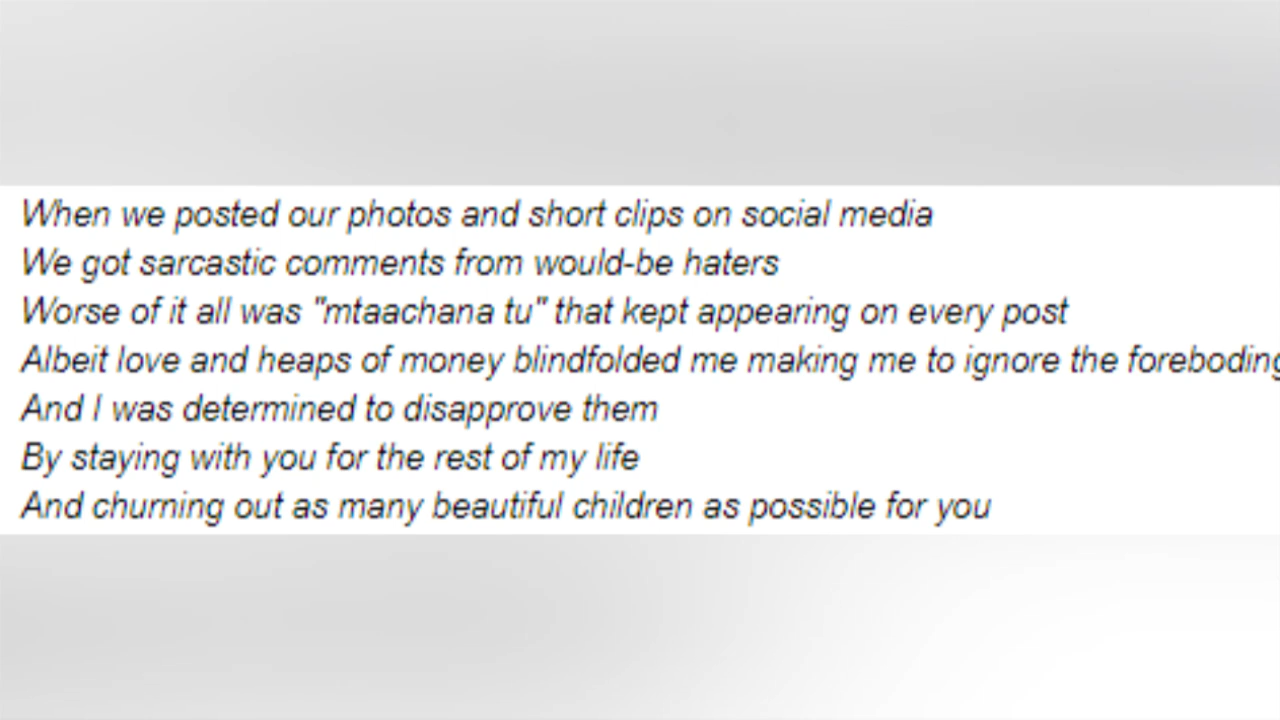 When we posted our photos and short clips on social media
We got sarcastic comments from would-be haters
Worse of it all was "mtaachana tu" that kept appearing on every post
Albeit love and heaps of money blindfolded me making me to ignore the foreboding
And I was determined to disapprove them
By staying with you for the rest of my life
And churning out as many beautiful children as possible for you